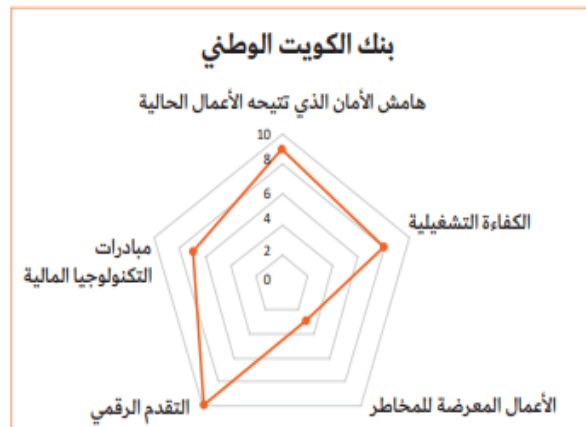 بنك الكويت الوطني
هامش الأمان الذي تتيحه الأعمال الحالية
10
8
6
4
2
0
الكفاءة التشغيلية
مبادرات
التكنولوجيا المالية
الأعمال المعرضة للمخاطر
التقدم الرقمي